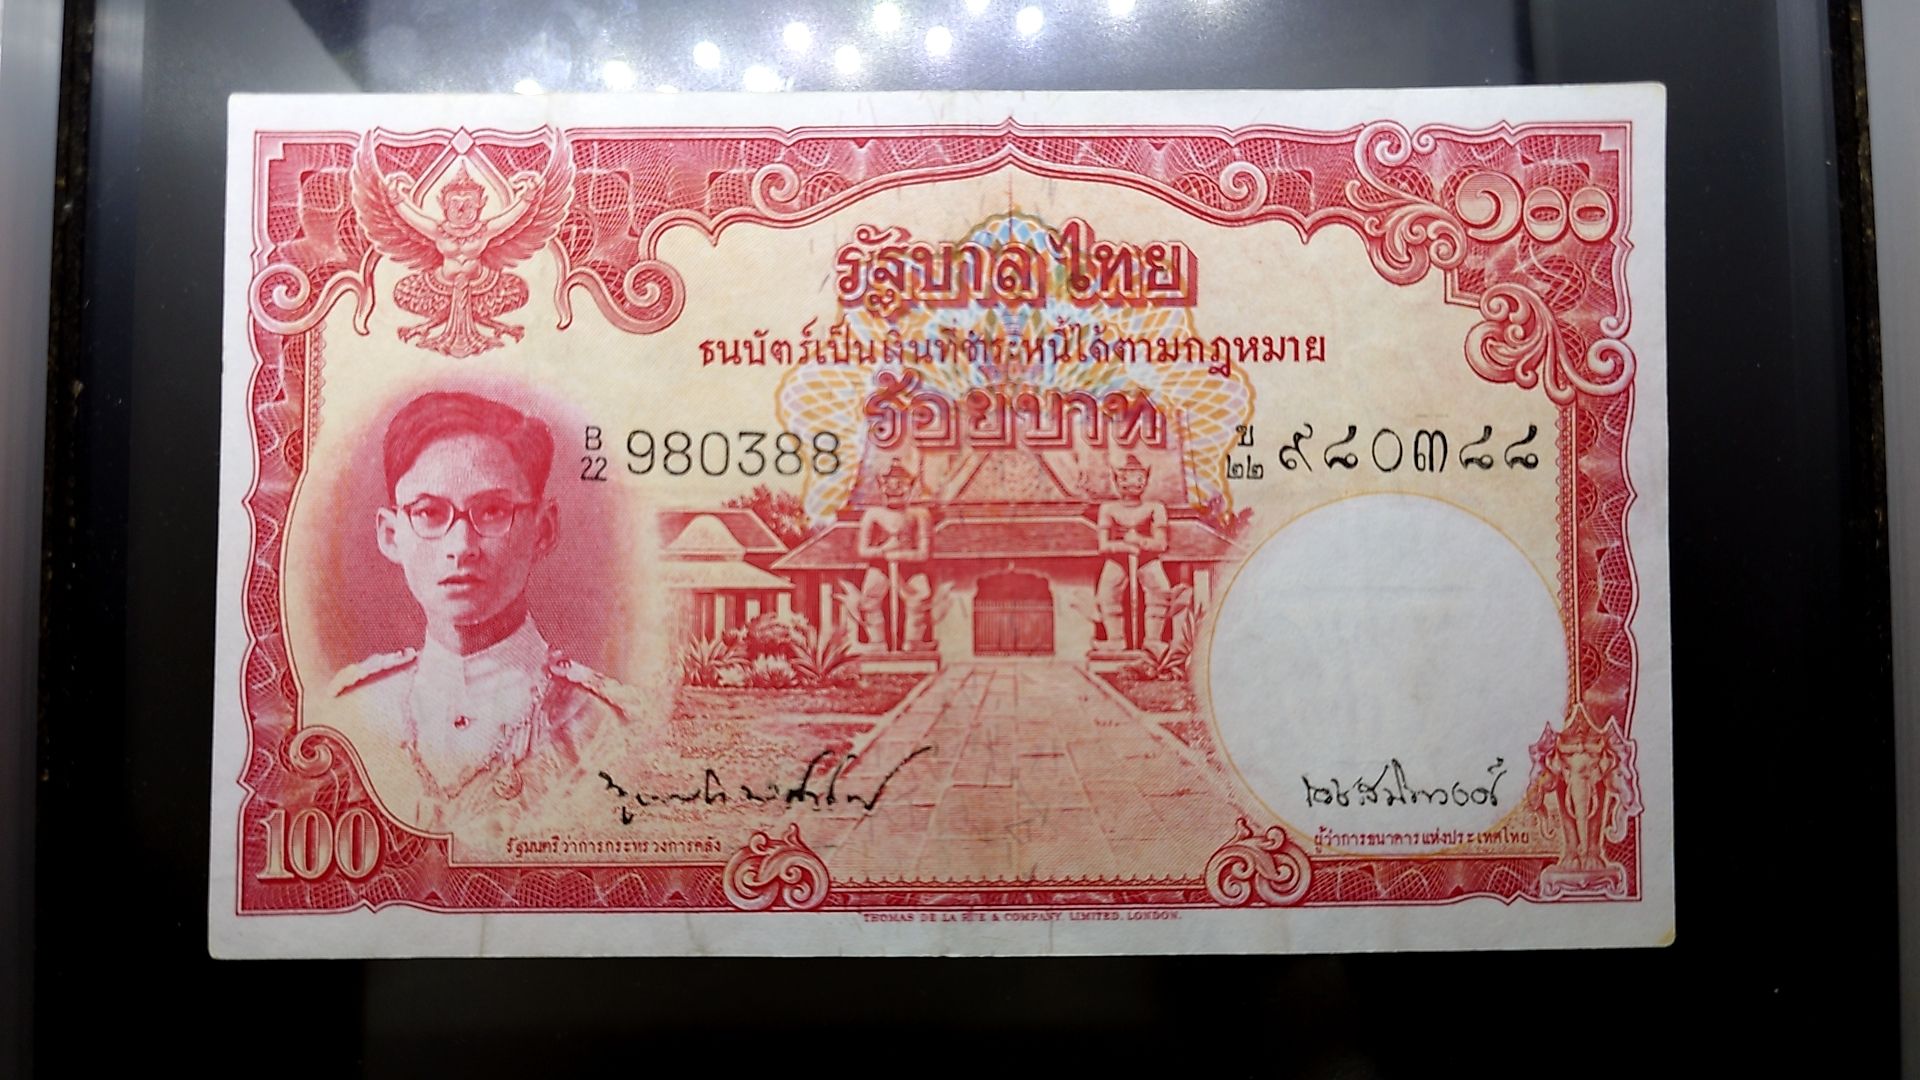 ๑๐๐
รัฐบาลไทย
ธนบัตร์เป็นเงินที่ชำระหนี้ได้ตามกฎหมาย
ร้อยบาท
B/22 980388
ข/๒๒ ๙๘๐๓๘๘
รัฐมนตรีว่าการกระทรวงการคลัง
ผู้ว่าการธนาคารแห่งประเทศไทย
100
THOMAS DE LA RUE & COMPANY, LIMITED, LONDON.